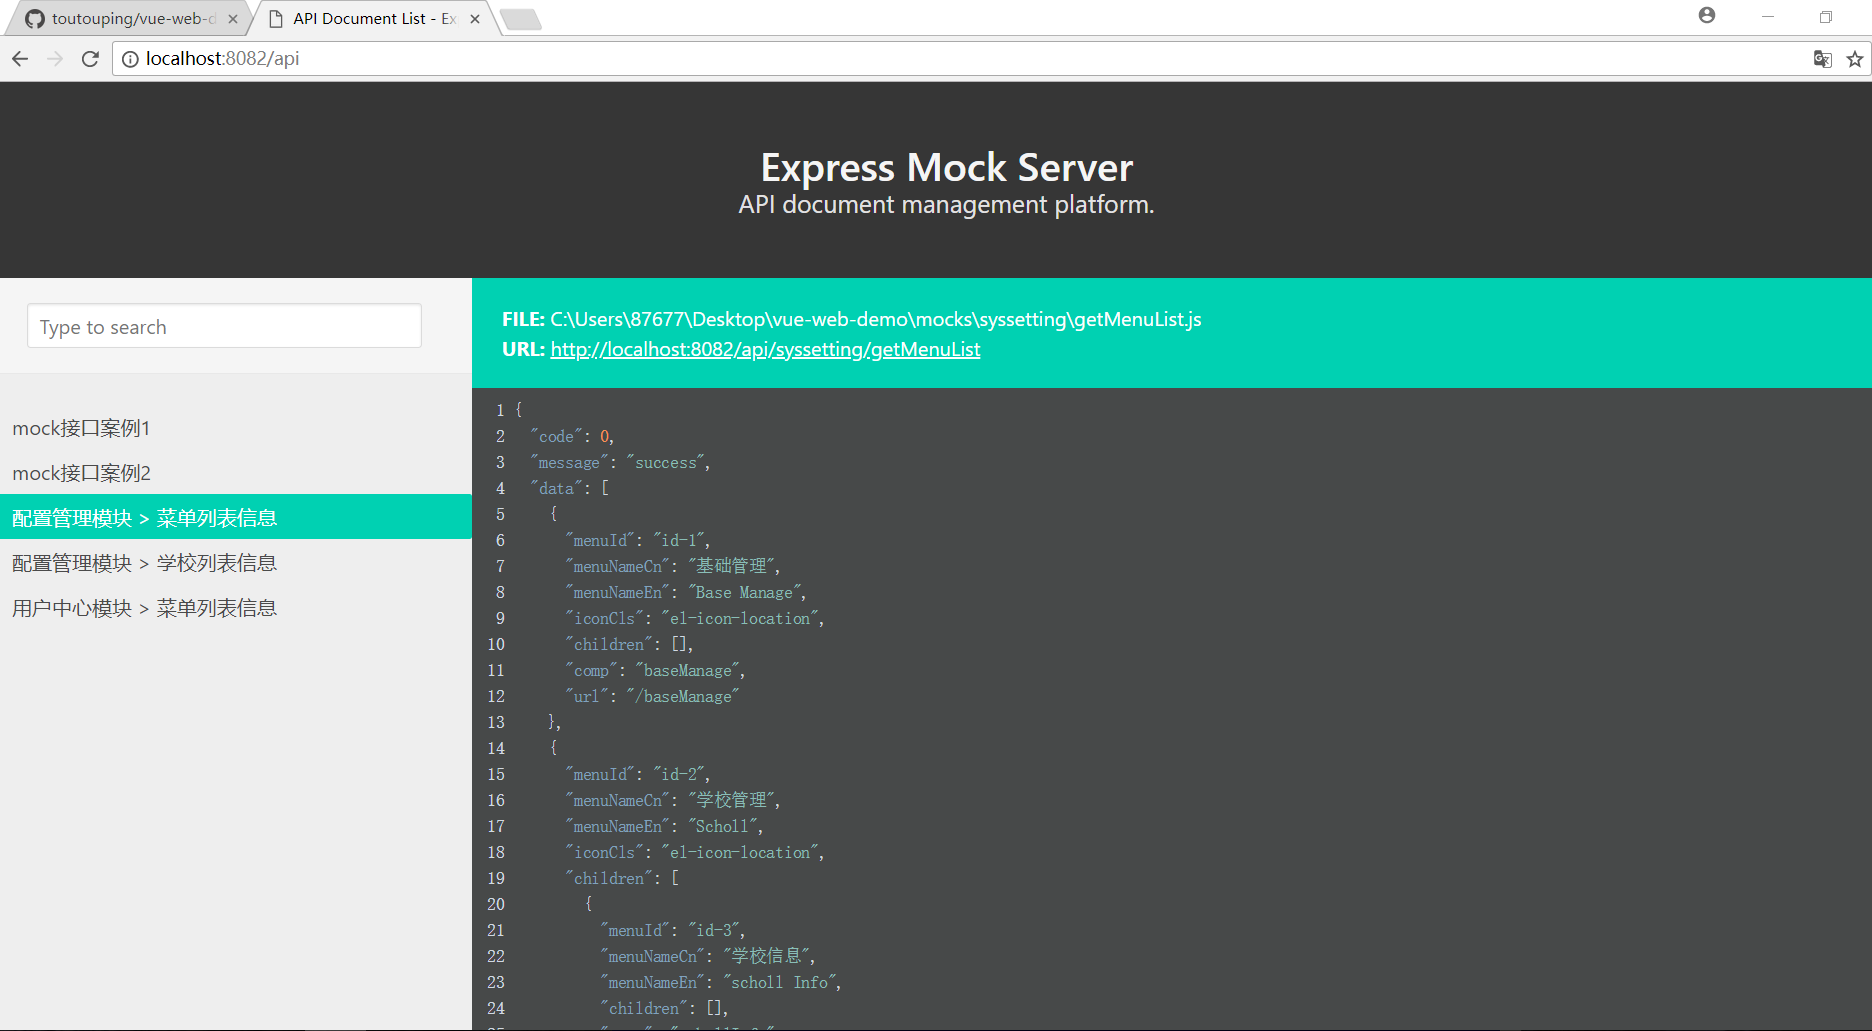 toutouping/vue-web-d
API Document List - Ex
localhost:8082/api
Express Mock Server
API document management platform.
Type to search
mock接口案例1
mock接口案例2
配置管理模块 > 菜单列表信息
配置管理模块 > 学校列表信息
用户中心模块 > 菜单列表信息
FILE: C:\Users\87677\Desktop\vue-web-demo\mocks\syssetting\getMenuList.js
URL: http://localhost:8082/api/syssetting/getMenuList
1 {
2 "code": 0,
3 "message": "success",
4 "data": [
5 {
6 "menuId": "id-1",
7 "menuNameCn": "基础管理",
8 "menuNameEn": "Base Manage",
9 "iconCls": "el-icon-location",
10 "children": [],
11 "comp": "baseManage",
12 "url": "/baseManage"
13 },
14 {
15 "menuId": "id-2",
16 "menuNameCn": "学校管理",
17 "menuNameEn": "Scholl",
18 "iconCls": "el-icon-location",
19 "children": [
20 {
21 "menuId": "id-3",
22 "menuNameCn": "学校信息",
23 "menuNameEn": "scholl Info",
24 "children": [],